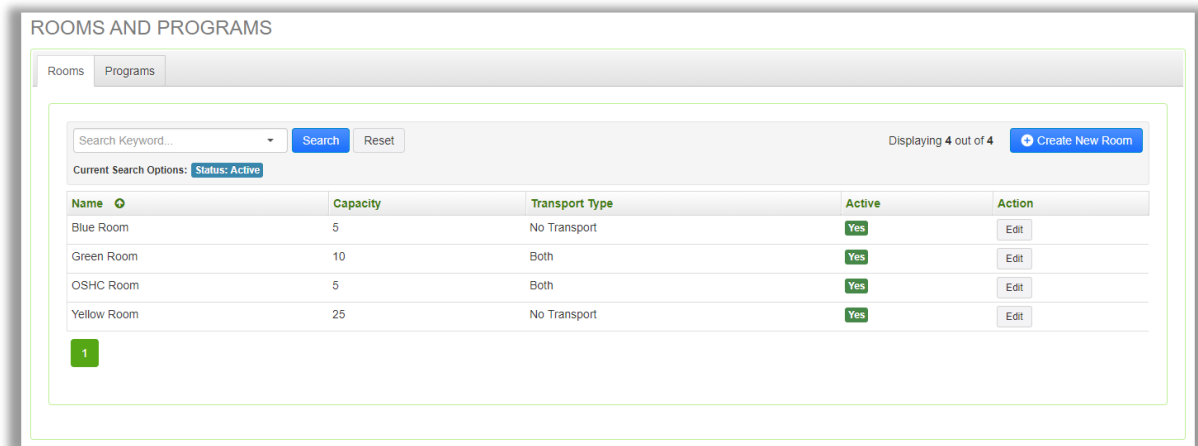 ROOMS AND PROGRAMS
Rooms Programs
Search Keyword... Search Reset Displaying 4 out of 4 Create New Room
Current Search Options: Status: Active
Name Capacity Transport Type Active Action
Blue Room 5 No Transport Yes Edit
Green Room 10 Both Yes Edit
OSHC Room 5 Both Yes Edit
Yellow Room 25 No Transport Yes Edit
1